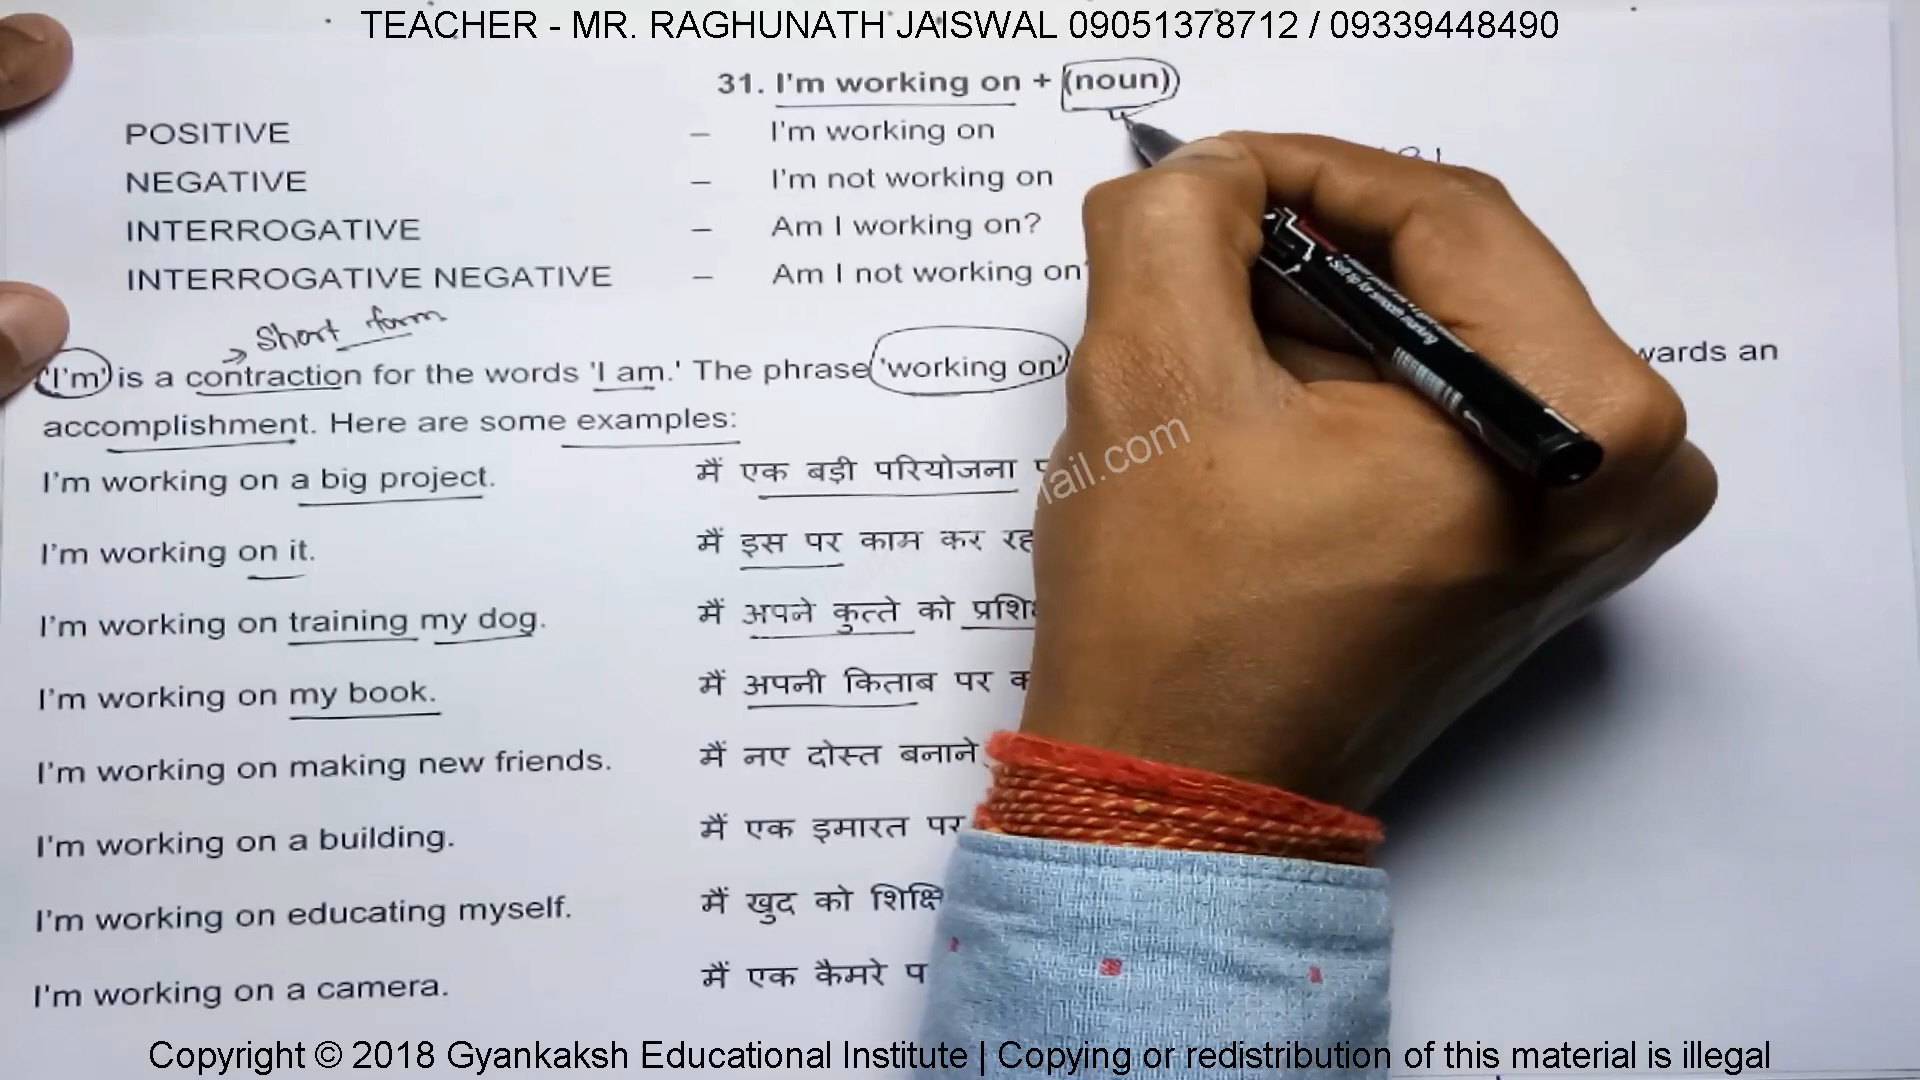 TEACHER - MR. RAGHUNATH JAISWAL 09051378712 / 09339448490
31. I'm working on + (noun)
POSITIVE – I'm working on
NEGATIVE – I'm not working on
INTERROGATIVE – Am I working on?
INTERROGATIVE NEGATIVE – Am I not working on
Short form
'I'm' is a contraction for the words 'I am.' The phrase 'working on' wards an
accomplishment. Here are some examples:
I'm working on a big project. मैं एक बड़ी परियोजना
I'm working on it. मैं इस पर काम कर
I'm working on training my dog. मैं अपने कुत्ते को
I'm working on my book. मैं अपनी किताब पर
I'm working on making new friends. मैं नए दोस्त बनाने
I'm working on a building. मैं एक इमारत पर
I'm working on educating myself. मैं खुद को
I'm working on a camera. मैं एक कैमरे
ail.com
Copyright © 2018 Gyankaksh Educational Institute | Copying or redistribution of this material is illegal